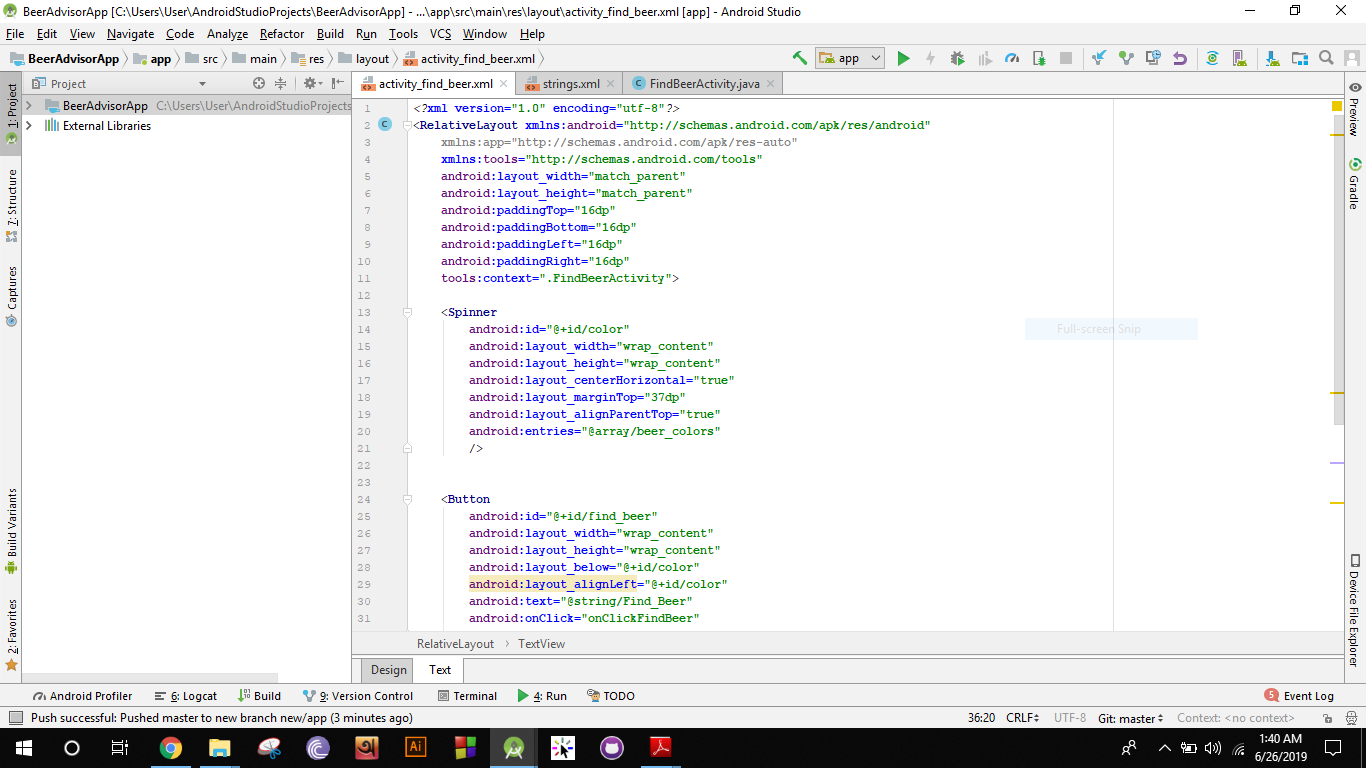 BeerAdvisorApp [C:\Users\User\AndroidStudioProjects\BeerAdvisorApp] - ...\app\src\main\res\layout\activity_find_beer.xml [app] - Android Studio
File Edit View Navigate Code Analyze Refactor Build Run Tools VCS Window Help
BeerAdvisorApp app src main res layout activity_find_beer.xml app
1: Project
Project
activity_find_beer.xml strings.xml FindBeerActivity.java
BeerAdvisorApp C:\Users\User\AndroidStudioProjects
External Libraries
7: Structure
Captures
Build Variants
2: Favorites
1 <?xml version="1.0" encoding="utf-8"?>
2 <RelativeLayout xmlns:android="http://schemas.android.com/apk/res/android"
3 xmlns:app="http://schemas.android.com/apk/res-auto"
4 xmlns:tools="http://schemas.android.com/tools"
5 android:layout_width="match_parent"
6 android:layout_height="match_parent"
7 android:paddingTop="16dp"
8 android:paddingBottom="16dp"
9 android:paddingLeft="16dp"
10 android:paddingRight="16dp"
11 tools:context=".FindBeerActivity">
12
13 <Spinner
14 android:id="@+id/color"
15 android:layout_width="wrap_content"
16 android:layout_height="wrap_content"
17 android:layout_centerHorizontal="true"
18 android:layout_marginTop="37dp"
19 android:layout_alignParentTop="true"
20 android:entries="@array/beer_colors"
21 />
22
23
24 <Button
25 android:id="@+id/find_beer"
26 android:layout_width="wrap_content"
27 android:layout_height="wrap_content"
28 android:layout_below="@+id/color"
29 android:layout_alignLeft="@+id/color"
30 android:text="@string/Find_Beer"
31 android:onClick="onClickFindBeer"
Full-screen Snip
Preview
Gradle
Device File Explorer
RelativeLayout › TextView
Design Text
Android Profiler 6: Logcat Build 9: Version Control Terminal 4: Run TODO 5 Event Log
Push successful: Pushed master to new branch new/app (3 minutes ago) 36:20 CRLF UTF-8 Git: master Context: <no context>
Ai
1:40 AM
6/26/2019